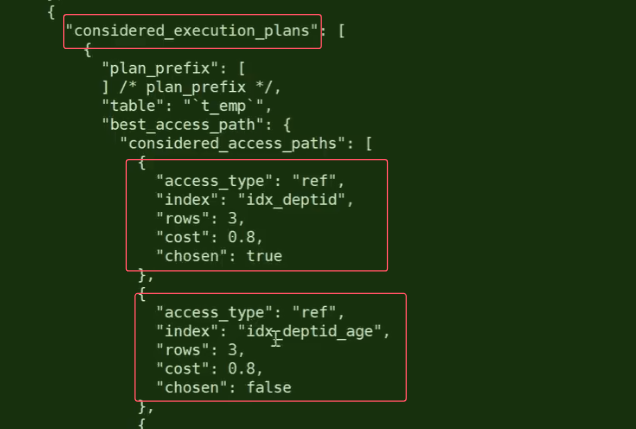 {
"considered_execution_plans": [
{
"plan_prefix": [
] /* plan_prefix */,
"table": "`t_emp`",
"best_access_path": {
"considered_access_paths": [
{
"access_type": "ref",
"index": "idx_deptid",
"rows": 3,
"cost": 0.8,
"chosen": true
},
{
"access_type": "ref",
"index": "idx_deptid_age",
"rows": 3,
"cost": 0.8,
"chosen": false
},
{